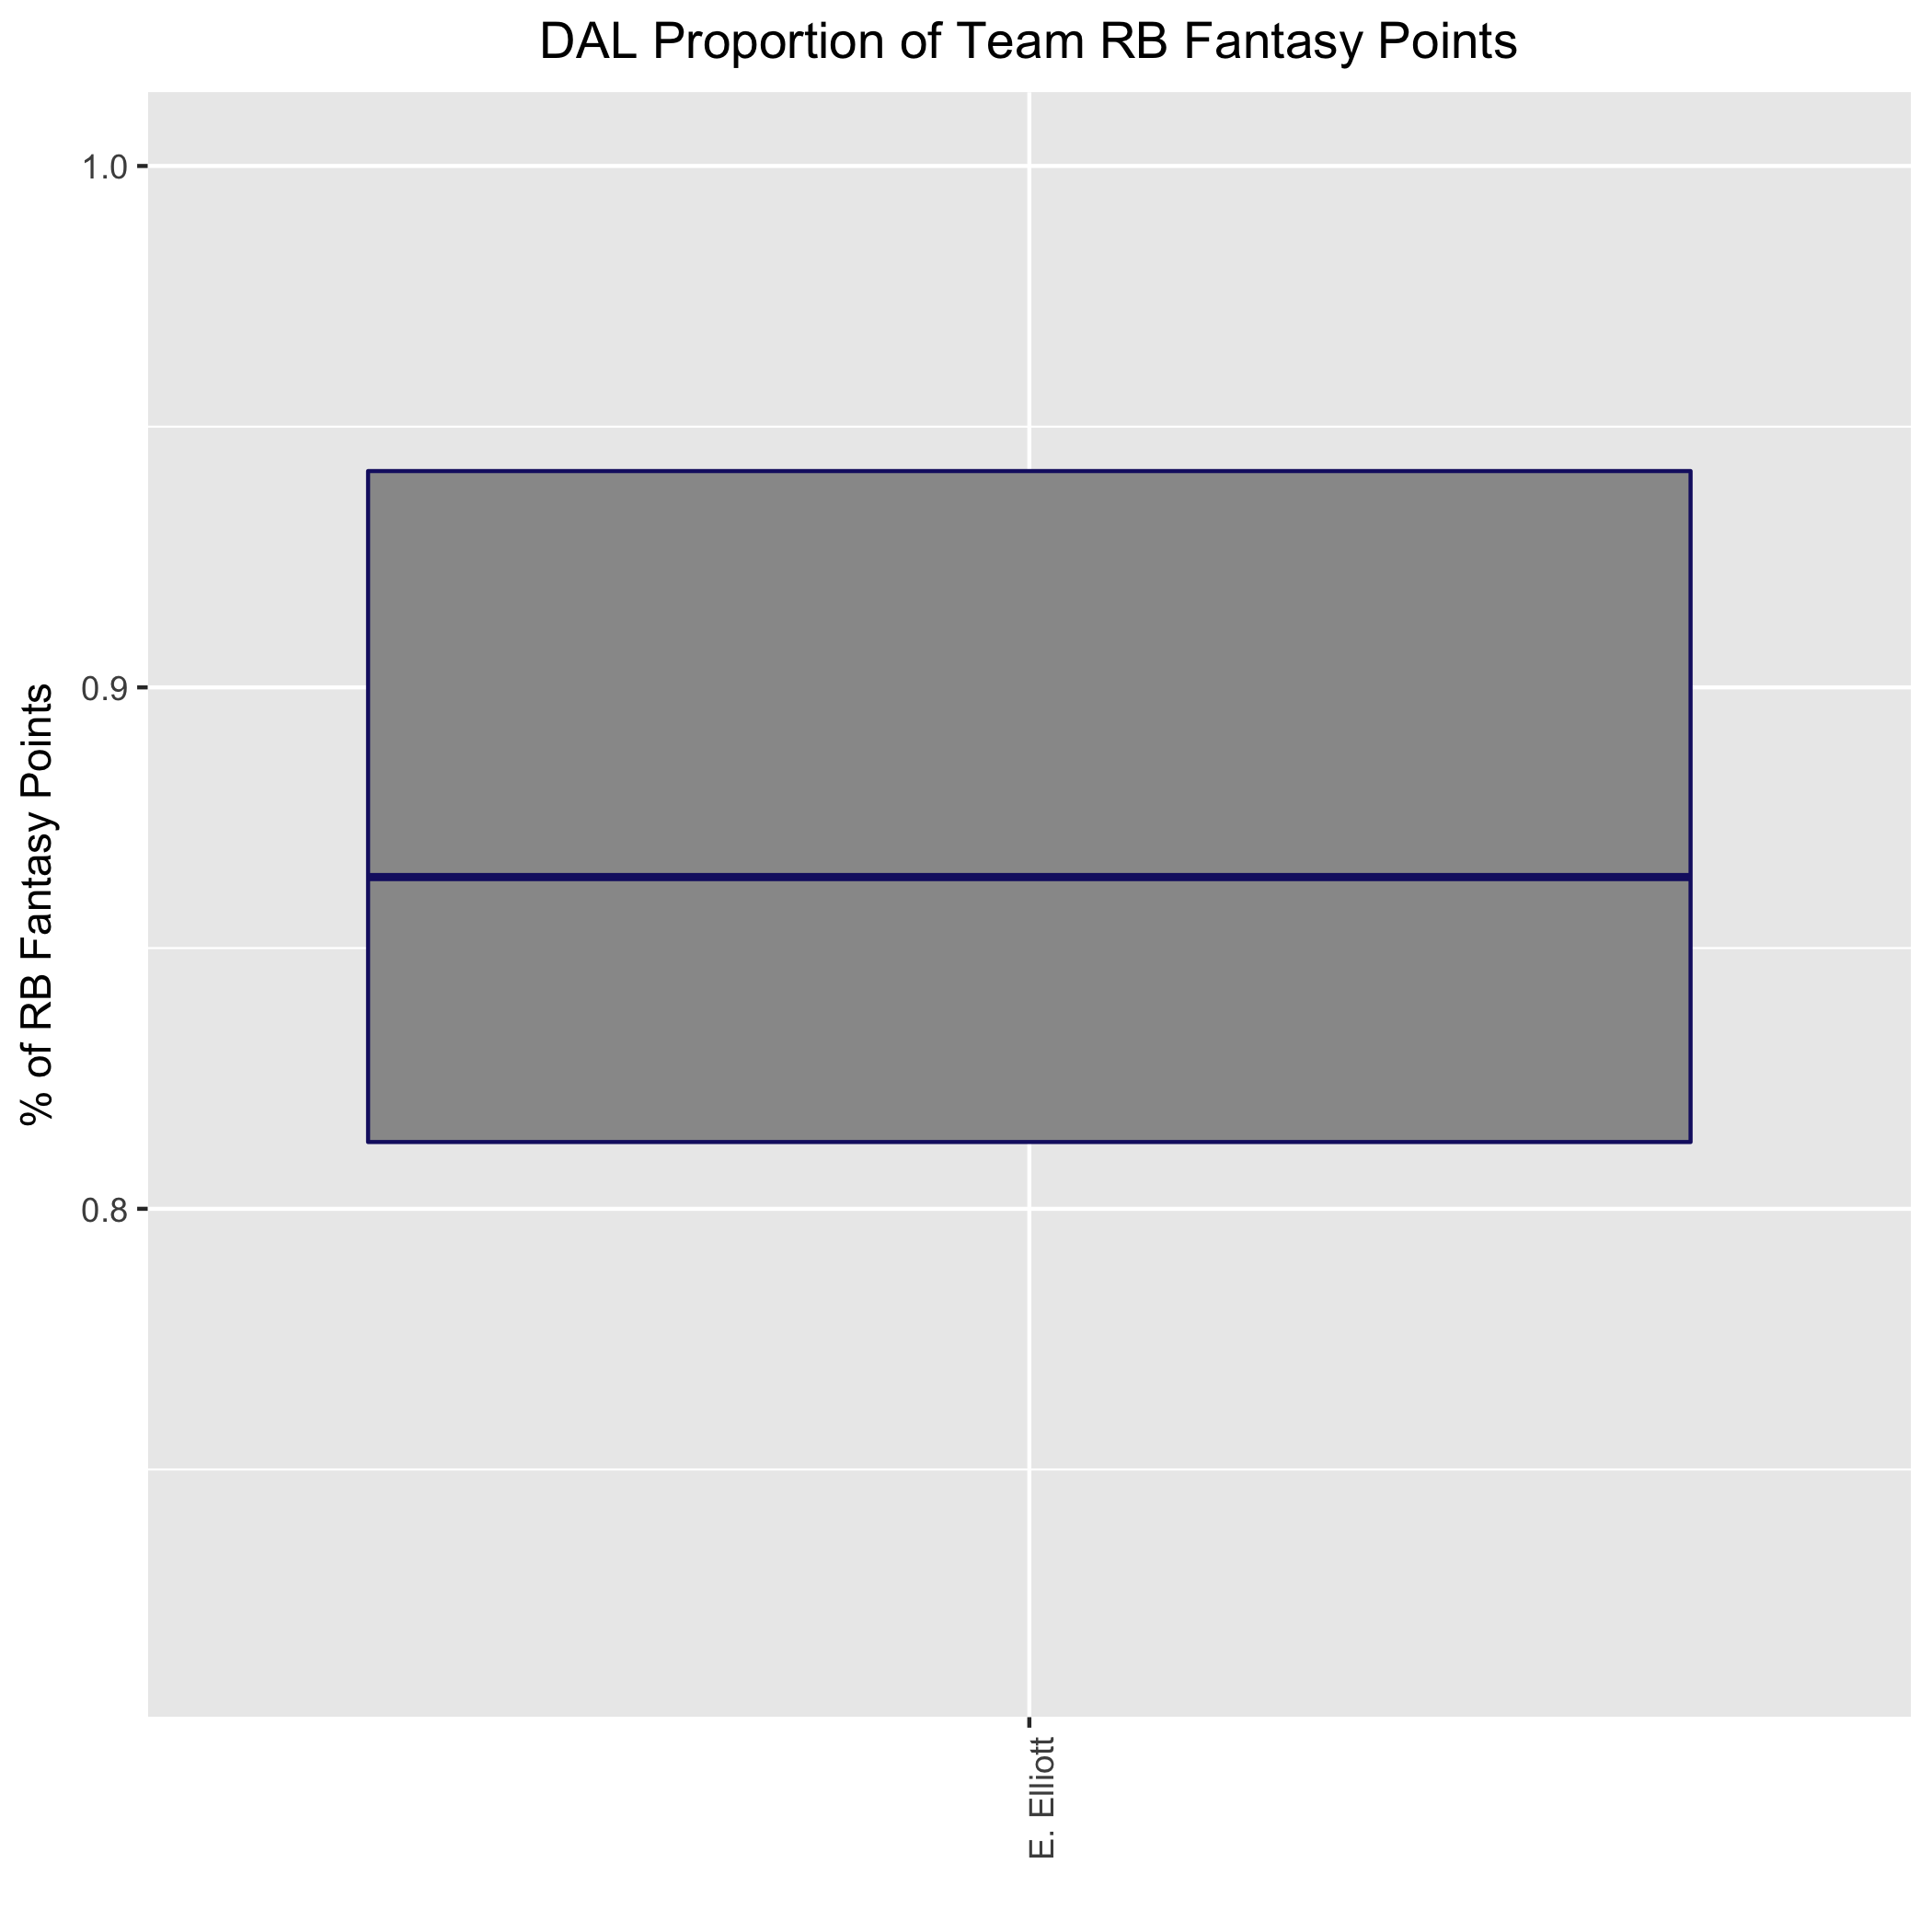 DAL Proportion of Team RB Fantasy Points
% of RB Fantasy Points
1.0
0.9
0.8
E. Elliott